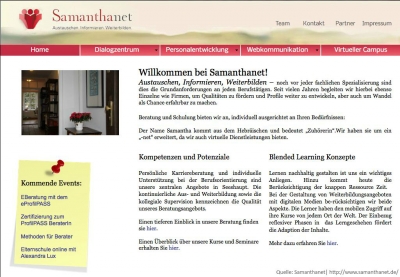 Samanthanet
Austauschen Informieren Weiterbilden
Team Kontakt Partner Impressum
Home Dialogzentrum Personalentwicklung Webkommunikation Virtueller Campus
Willkommen bei Samanthanet!
Austauschen, Informieren, Weiterbilden – noch vor jeder fachlichen Spezialisierung sind
dies die Grundanforderungen an jeden Berufstätigen. Seit vielen Jahren begleiten wir hierbei ebenso
Einzelne wie Firmen, um Qualitäten zu fördern und Profile weiter zu entwickeln, aber auch um Wandel
als Chance erfahrbar zu machen.
Beratung und Schulung bieten wir an, individuell ausgerichtet an Ihren Bedürfnissen:
Der Name Samantha kommt aus dem Hebräischen und bedeutet „Zuhörerin“.Wir haben sie um ein
„-net“ erweitert, da wir auch virtuelle Dienstleistungen bieten.
Kompetenzen und Potenziale
Persönliche Karriereberatung und individuelle
Unterstützung bei der Berufsorientierung sind
unsere zentralen Angebote in Seeshaupt. Die
kontinuierliche Aus- und Weiterbildung sowie die
kollegiale Supervision kennzeichnen die Qualität
unseres Beratungsangebots.
Einen tieferen Einblick in unsere Beratung finden
sie hier.
Einen Überblick über unsere Kurse und Seminare
erhalten Sie hier.
Blended Learning Konzepte
Lernen nachhaltig gestalten ist uns ein wichtiges
Anliegen. Hinzu kommt heute die
Berücksichtigung der knappen Ressource Zeit.
Bei der Gestaltung von Weiterbildungsangeboten
mit digitalen Medien be-rücksichtigen wir beide
Aspekte. Die Lerner haben den mobilen Zugriff auf
ihre Kurse von jedem Ort der Welt. Der Einbezug
reflexiver Phasen in das Lerngeschehen fördert
die Adaption der Inhalte.
Mehr dazu erfahren Sie hier.
Kommende Events:
EBeratung mit dem
eProfilPASS
Zertifizierung zum
ProfilPASS BeraterIn
Methoden für Berater
Elternschule online mit
Alexandra Lux
Quelle: Samanthanet| http://www.samanthanet.de/